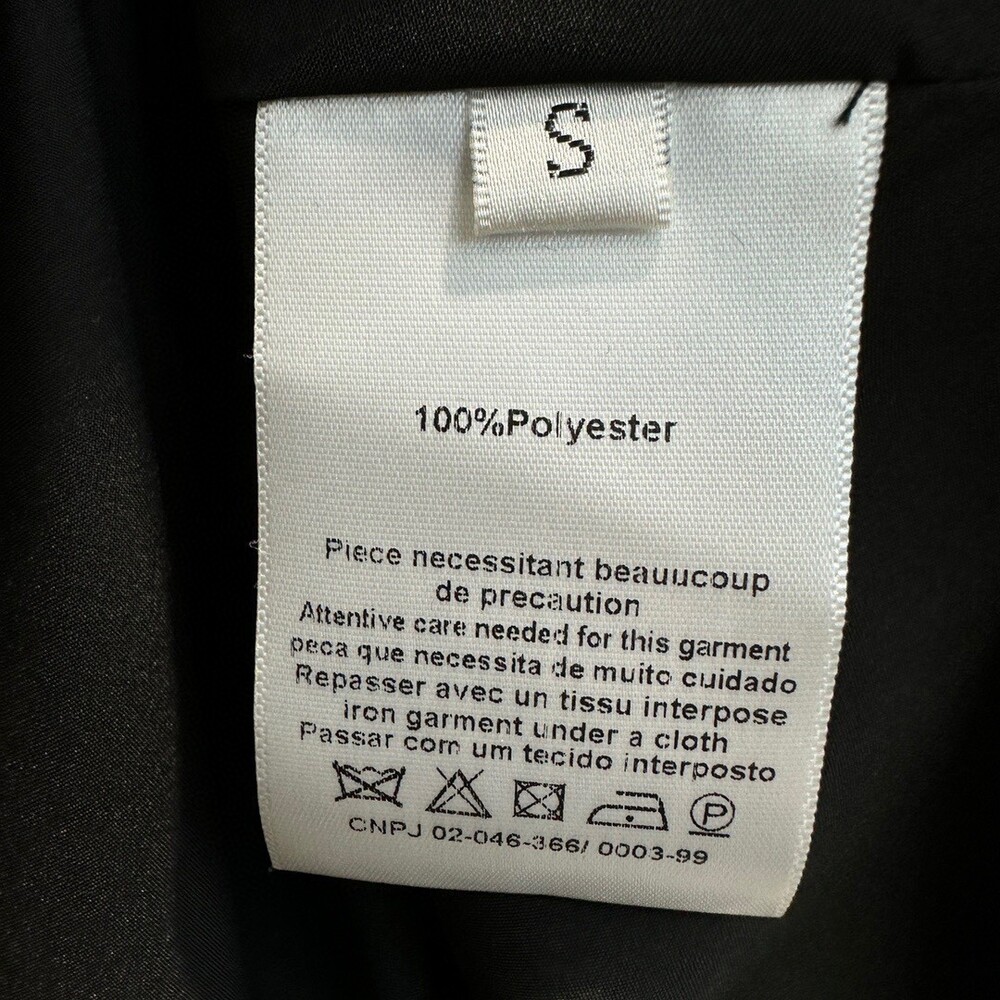 S
100%Polyester
Piece necessitant beauucoup
de precaution
Attentive care needed for this garment
peca que necessita de muito cuidado
Repasser avec un tissu interpose
iron garment under a cloth
Passar com um tecido interposto
P
CNPJ 02-046-366/ 0003-99